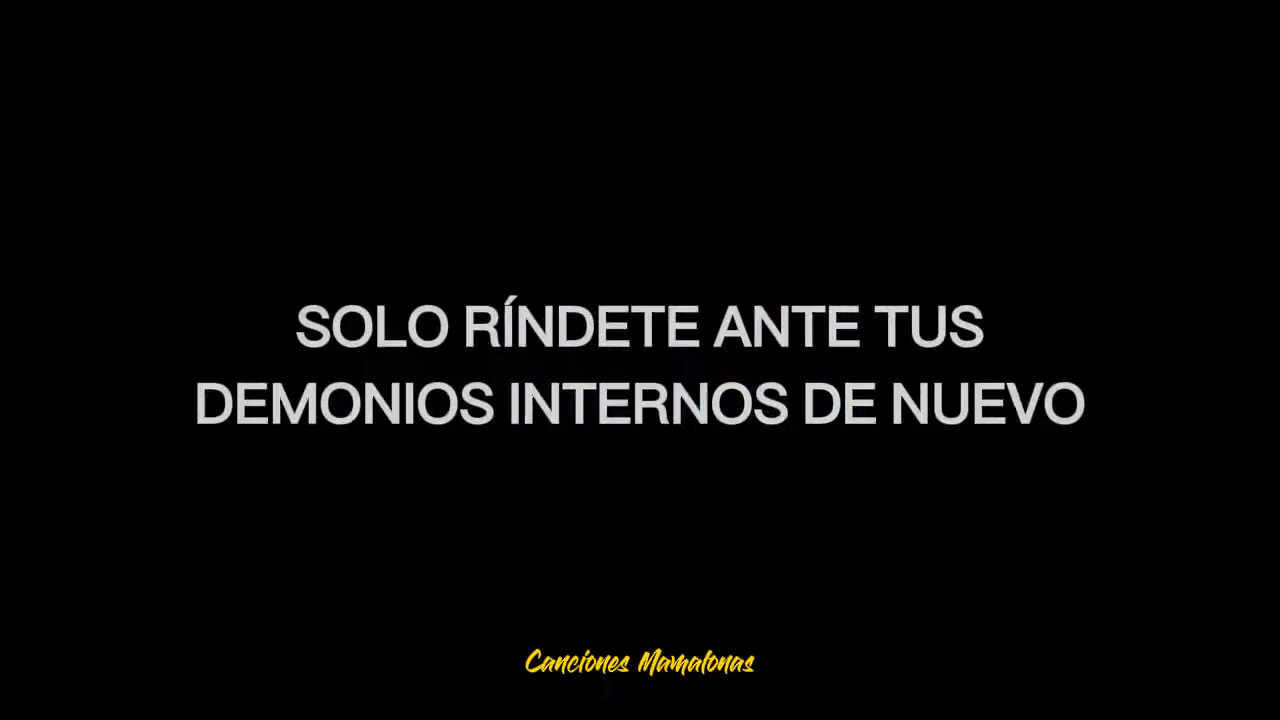 SOLO RÍNDETE ANTE TUS
DEMONIOS INTERNOS DE NUEVO
Canciones Mamalonas